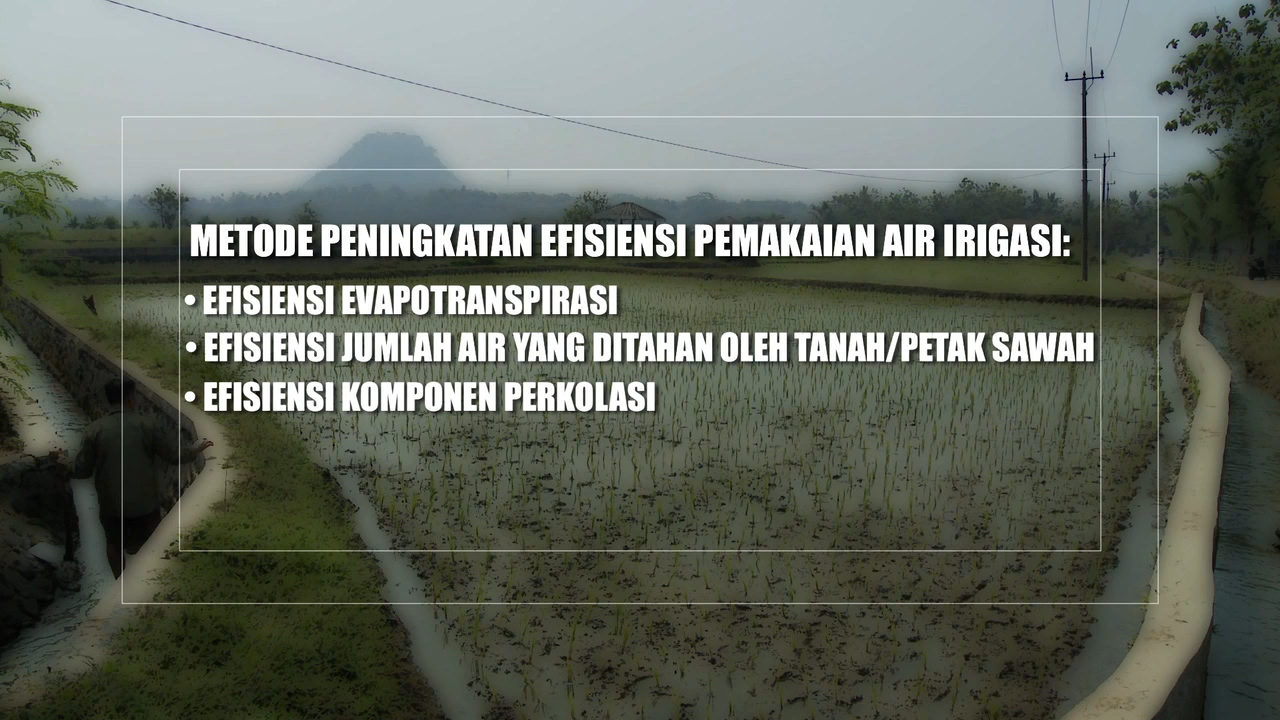 METODE PENINGKATAN EFISIENSI PEMAKAIAN AIR IRIGASI:
• EFISIENSI EVAPOTRANSPIRASI
• EFISIENSI JUMLAH AIR YANG DITAHAN OLEH TANAH/PETAK SAWAH
• EFISIENSI KOMPONEN PERKOLASI